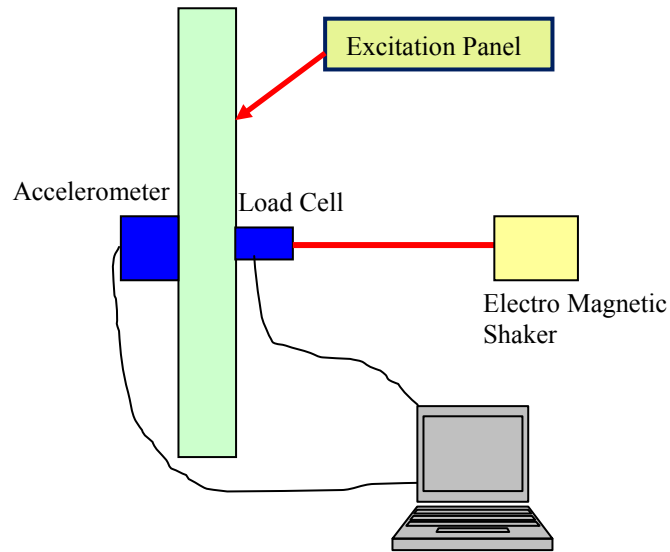 Excitation Panel
Accelerometer
Load Cell
Electro Magnetic
Shaker